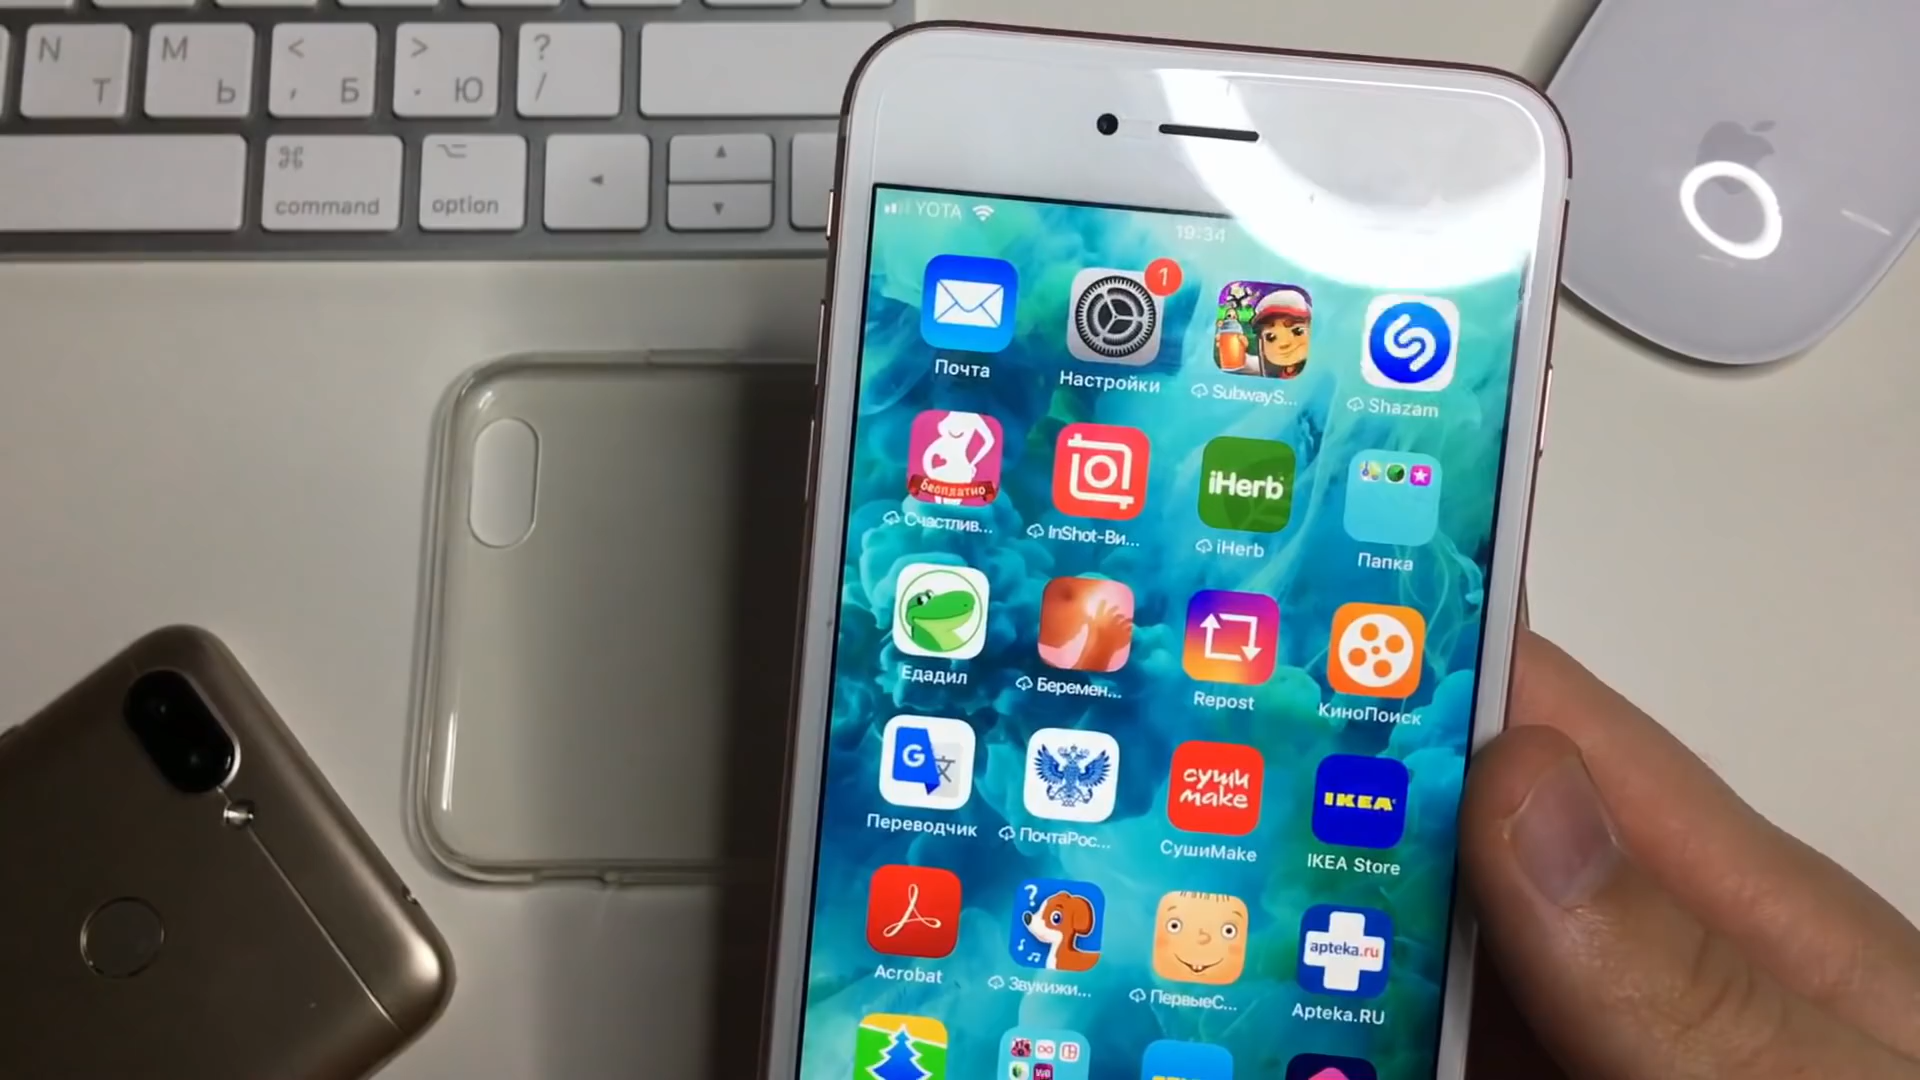 N
Т
M
Ь
<
,
Б
>
.
Ю
?
/
⌘
command
⌥
option
◄
▲
▼
YOTA
19:34
1
Почта
Настройки
SubwayS...
Shazam
бесплатно
iHerb
Счастлив...
InShot-Ви...
iHerb
Папка
Едадил
Беремен...
Repost
КиноПоиск
G
文
суши
make
IKEA
Переводчик
ПочтаРос...
СушиMake
IKEA Store
?
apteka.ru
Acrobat
Звукижи...
ПервыеС...
Apteka.RU